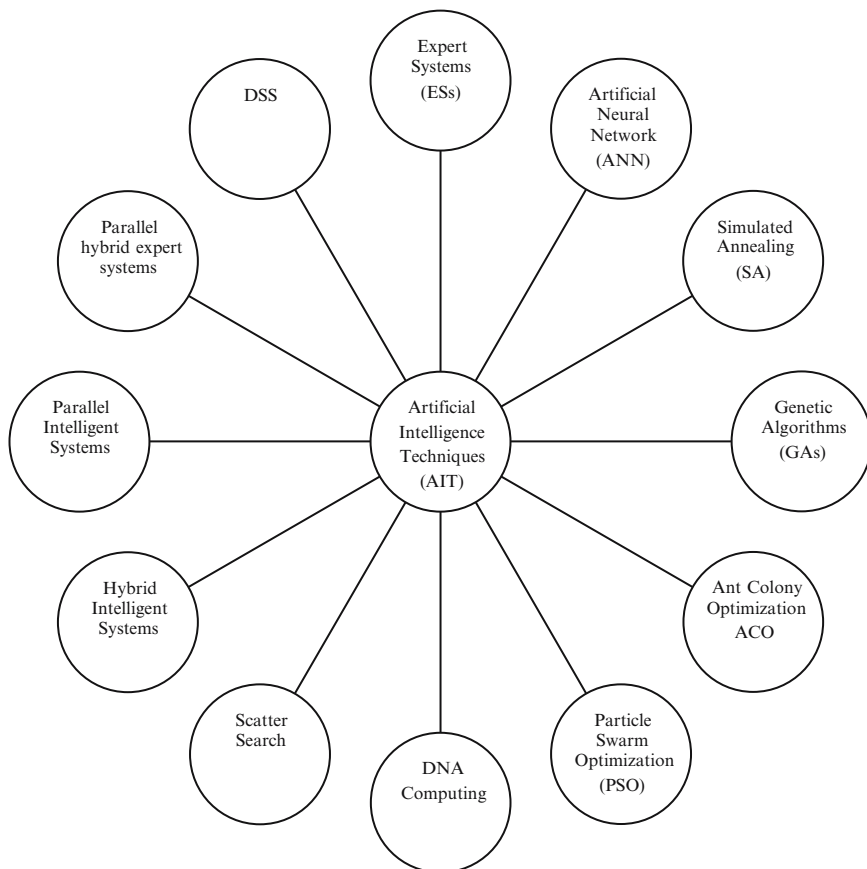 Expert
Systems
(ESs)
Artificial
Neural
Network
(ANN)
Simulated
Annealing
(SA)
Genetic
Algorithms
(GAs)
Ant Colony
Optimization
ACO
Particle
Swarm
Optimization
(PSO)
DNA
Computing
Scatter
Search
Hybrid
Intelligent
Systems
Parallel
Intelligent
Systems
Parallel
hybrid expert
systems
DSS
Artificial
Intelligence
Techniques
(AIT)